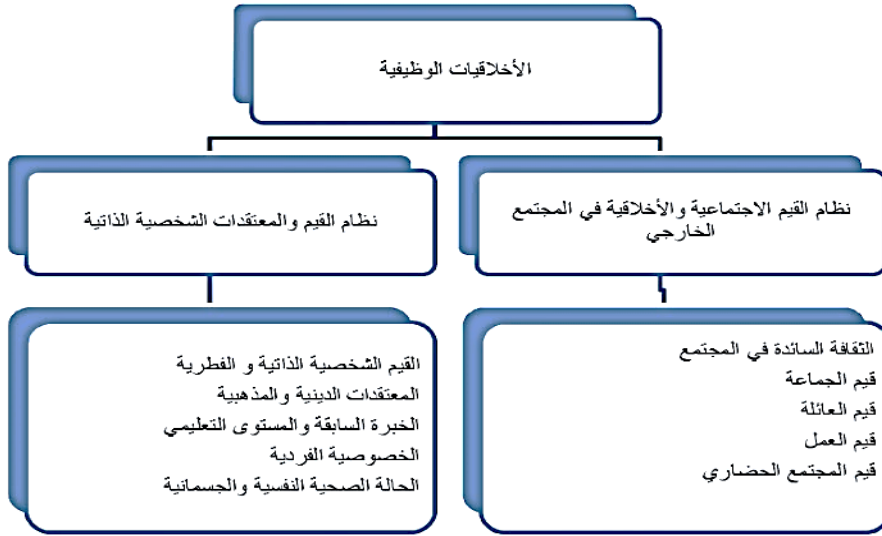 الأخلاقيات الوظيفية
نظام القيم الاجتماعية والأخلاقية في المجتمع
الخارجي
نظام القيم والمعتقدات الشخصية الذاتية
الثقافة السائدة في المجتمع
قيم الجماعة
قيم العائلة
قيم العمل
قيم المجتمع الحضاري
القيم الشخصية الذاتية و الفطرية
المعتقدات الدينية والمذهبية
الخبرة السابقة والمستوى التعليمي
الخصوصية الفردية
الحالة الصحية النفسية والجسمانية